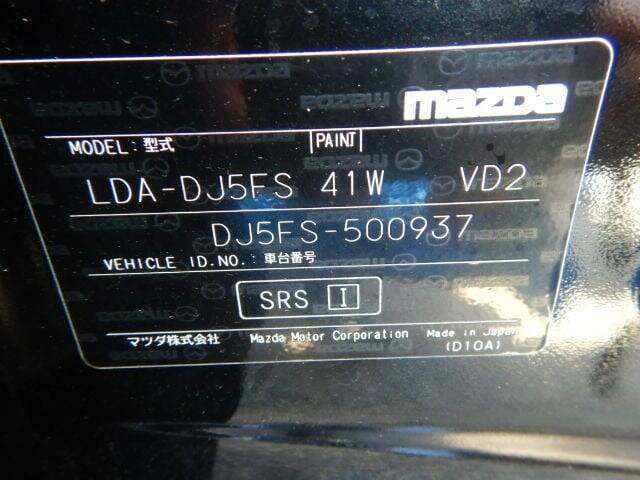 mazda
MODEL: 型式 PAINT
LDA-DJ5FS 41W VD2
DJ5FS-500937
VEHICLE ID.NO.: 車台番号
SRS I
マツダ株式会社 Mazda Motor Corporation Made in Japan
(D10A)